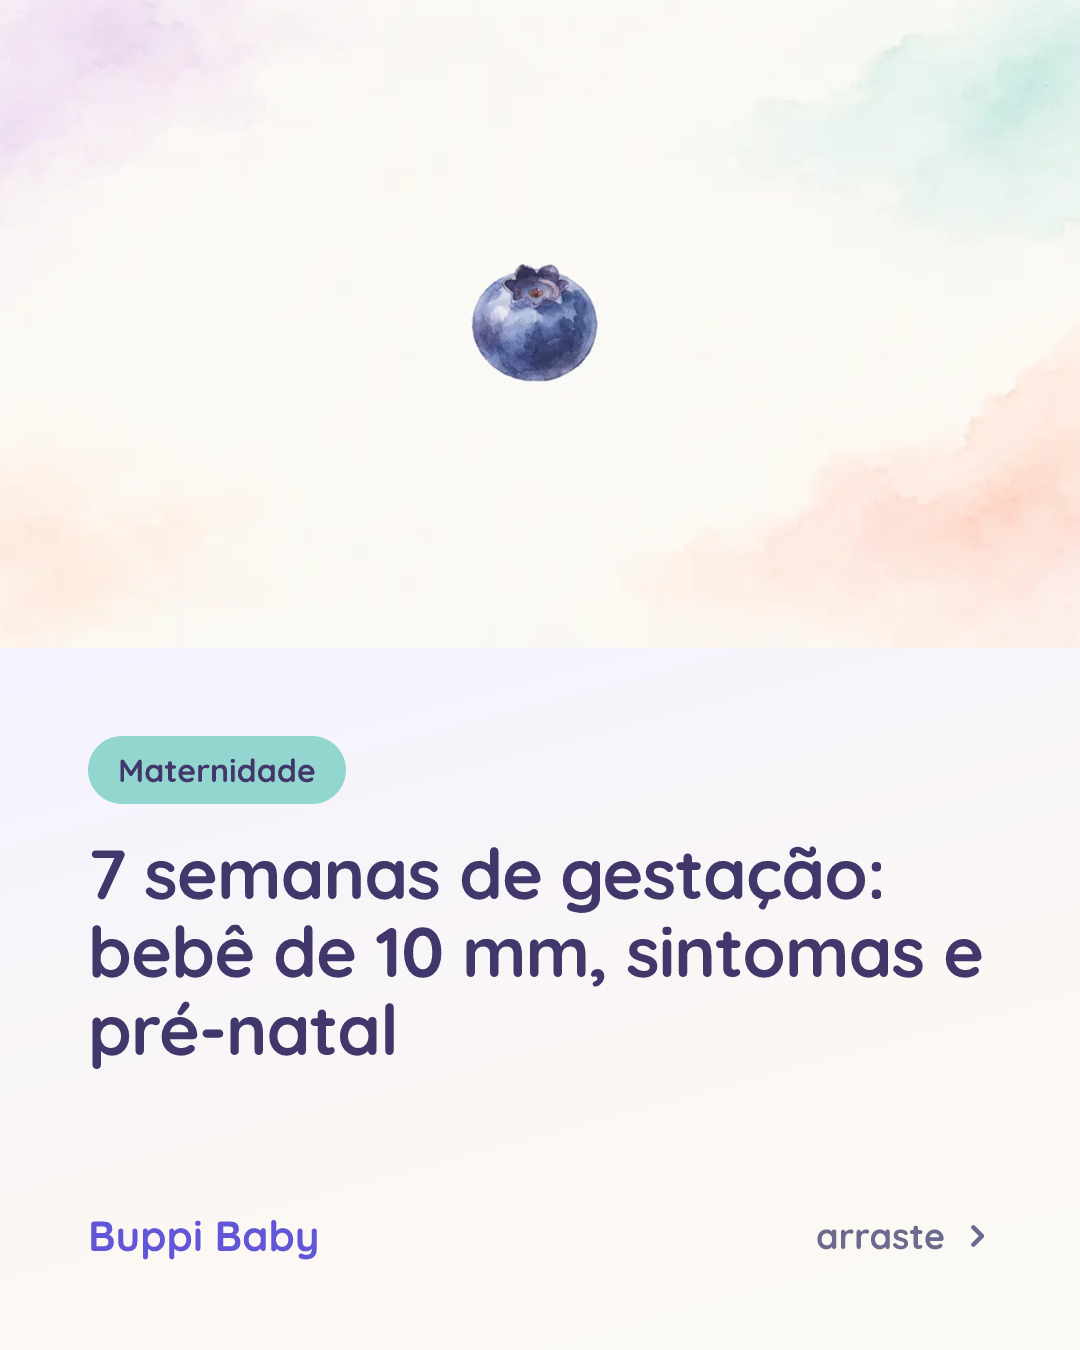 Maternidade
7 semanas de gestação:
bebê de 10 mm, sintomas e
pré-natal
Buppi Baby
arraste